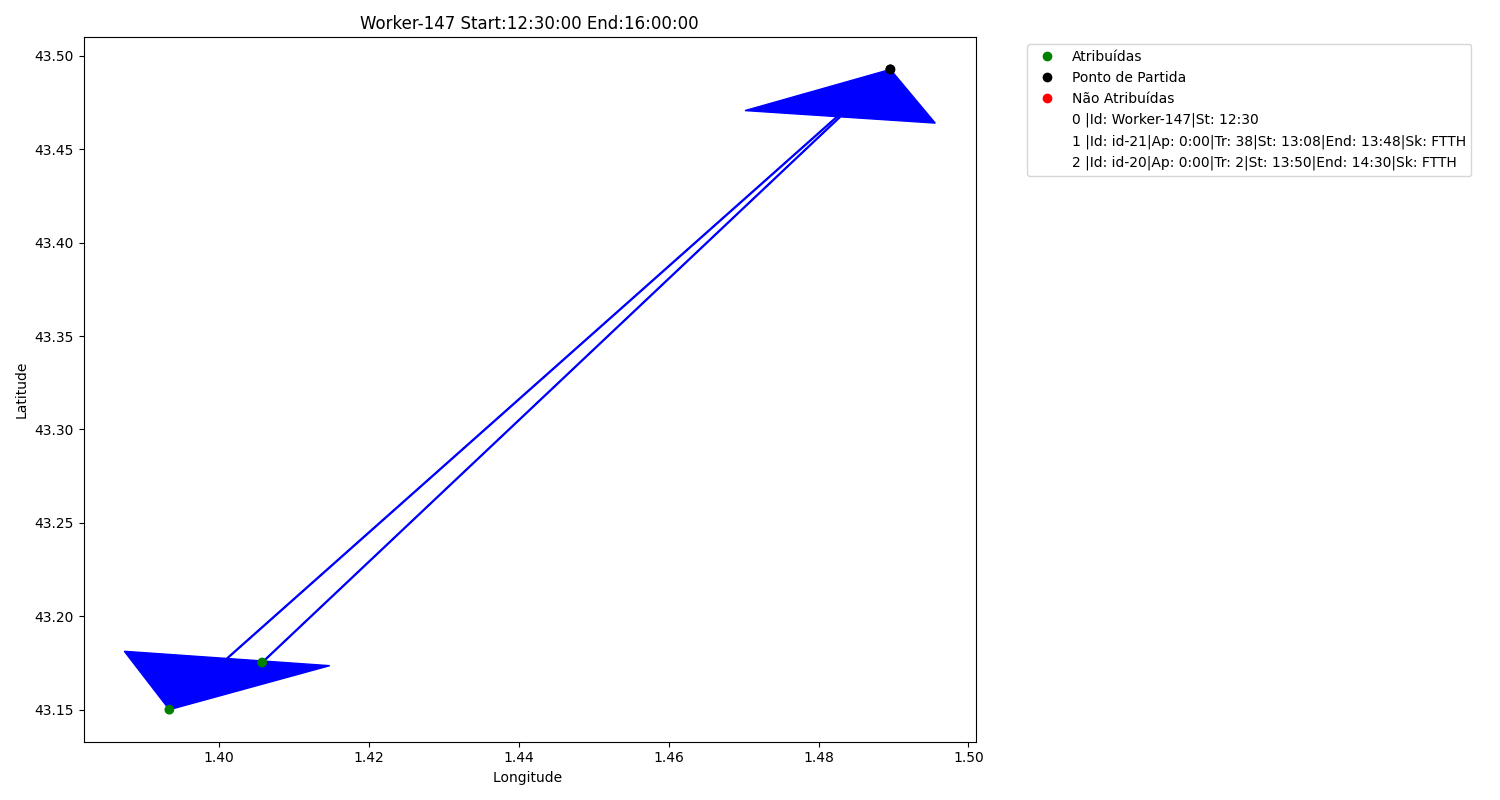 Worker-147 Start:12:30:00 End:16:00:00
43.50
43.45
43.40
43.35
43.30
43.25
43.20
43.15
Latitude
1.40
1.42
1.44
1.46
1.48
1.50
Longitude
Atribuídas
Ponto de Partida
Não Atribuídas
0 |Id: Worker-147|St: 12:30
1 |Id: id-21|Ap: 0:00|Tr: 38|St: 13:08|End: 13:48|Sk: FTTH
2 |Id: id-20|Ap: 0:00|Tr: 2|St: 13:50|End: 14:30|Sk: FTTH